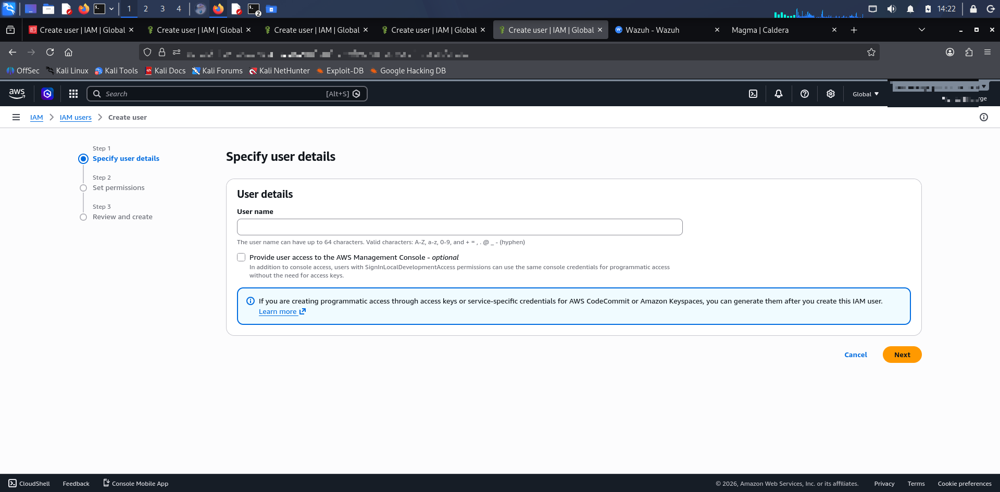 1 2 3 4 2 14:22
Create user | IAM | Global Create user | IAM | Global Create user | IAM | Global Create user | IAM | Global Create user | IAM | Global Wazuh - Wazuh Magma | Caldera
OffSec Kali Linux Kali Tools Kali Docs Kali Forums Kali NetHunter Exploit-DB Google Hacking DB
aws Search [Alt+S] Global
IAM IAM users Create user
Step 1
Specify user details
Step 2
Set permissions
Step 3
Review and create
Specify user details
User details
User name
The user name can have up to 64 characters. Valid characters: A-Z, a-z, 0-9, and + = , . @ _ - (hyphen)
Provide user access to the AWS Management Console - optional
In addition to console access, users with SignInLocalDevelopmentAccess permissions can use the same console credentials for programmatic access
without the need for access keys.
If you are creating programmatic access through access keys or service-specific credentials for AWS CodeCommit or Amazon Keyspaces, you can generate them after you create this IAM user.
Learn more
Cancel Next
CloudShell Feedback Console Mobile App © 2026, Amazon Web Services, Inc. or its affiliates. Privacy Terms Cookie preferences